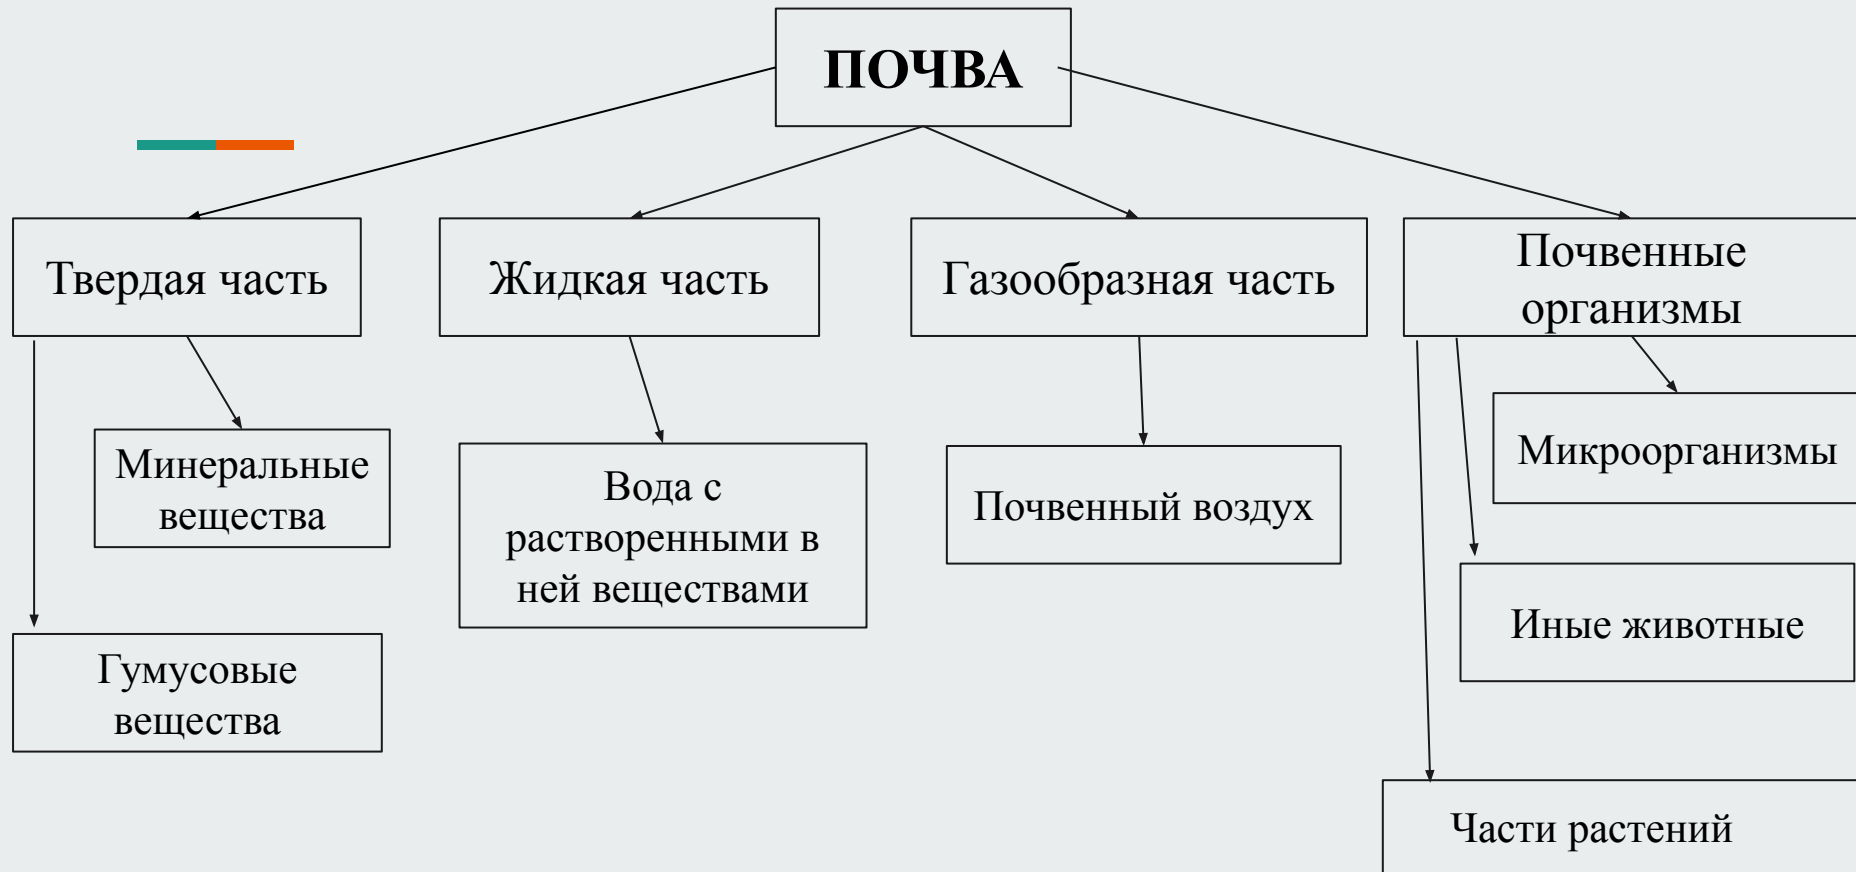 ПОЧВА
Твердая часть
Жидкая часть
Газообразная часть
Почвенные
организмы
Минеральные
вещества
Вода с
растворенными в
ней веществами
Почвенный воздух
Микроорганизмы
Иные животные
Гумусовые
вещества
Части растений